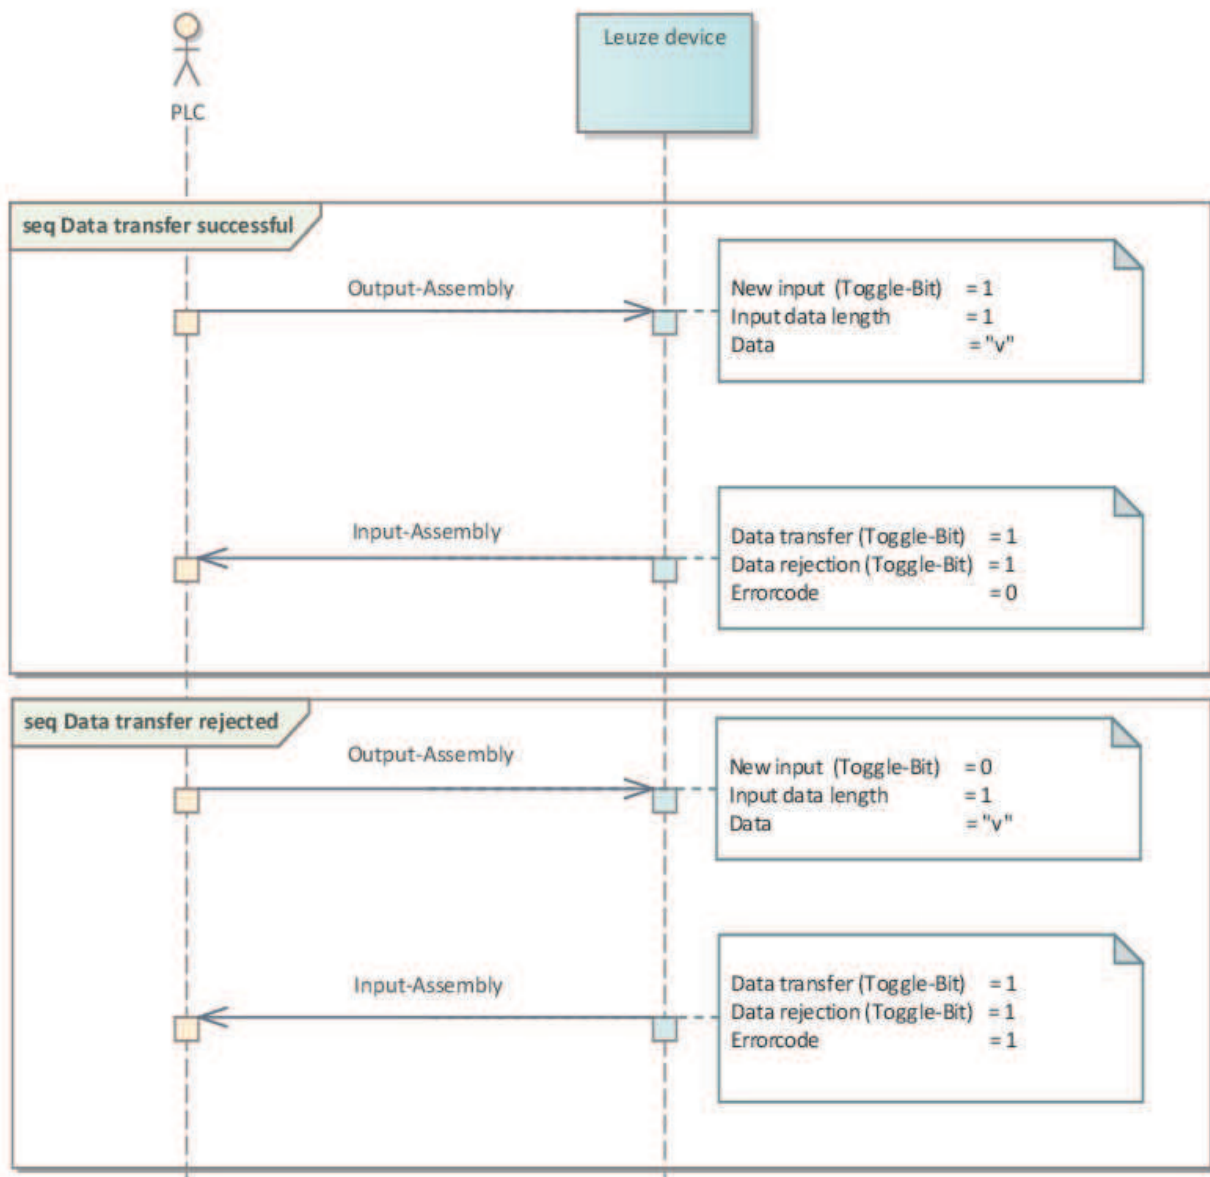 Leuze device
PLC
seq Data transfer successful
Output-Assembly
New input (Toggle-Bit) = 1
Input data length = 1
Data = "v"
Input-Assembly
Data transfer (Toggle-Bit) = 1
Data rejection (Toggle-Bit) = 1
Errorcode = 0
seq Data transfer rejected
Output-Assembly
New input (Toggle-Bit) = 0
Input data length = 1
Data = "v"
Input-Assembly
Data transfer (Toggle-Bit) = 1
Data rejection (Toggle-Bit) = 1
Errorcode = 1